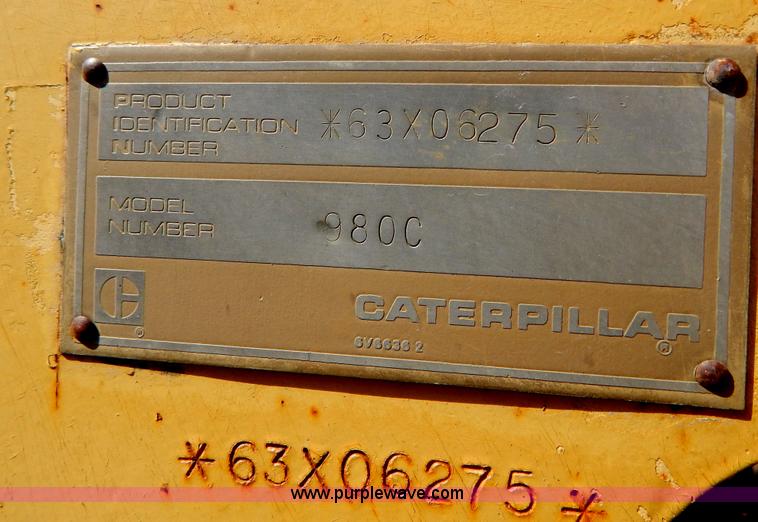 PRODUCT
IDENTIFICATION *63X06275*
NUMBER
MODEL
NUMBER 980C
CATERPILLAR
®
®
*63X06275*
www.purplewave.com